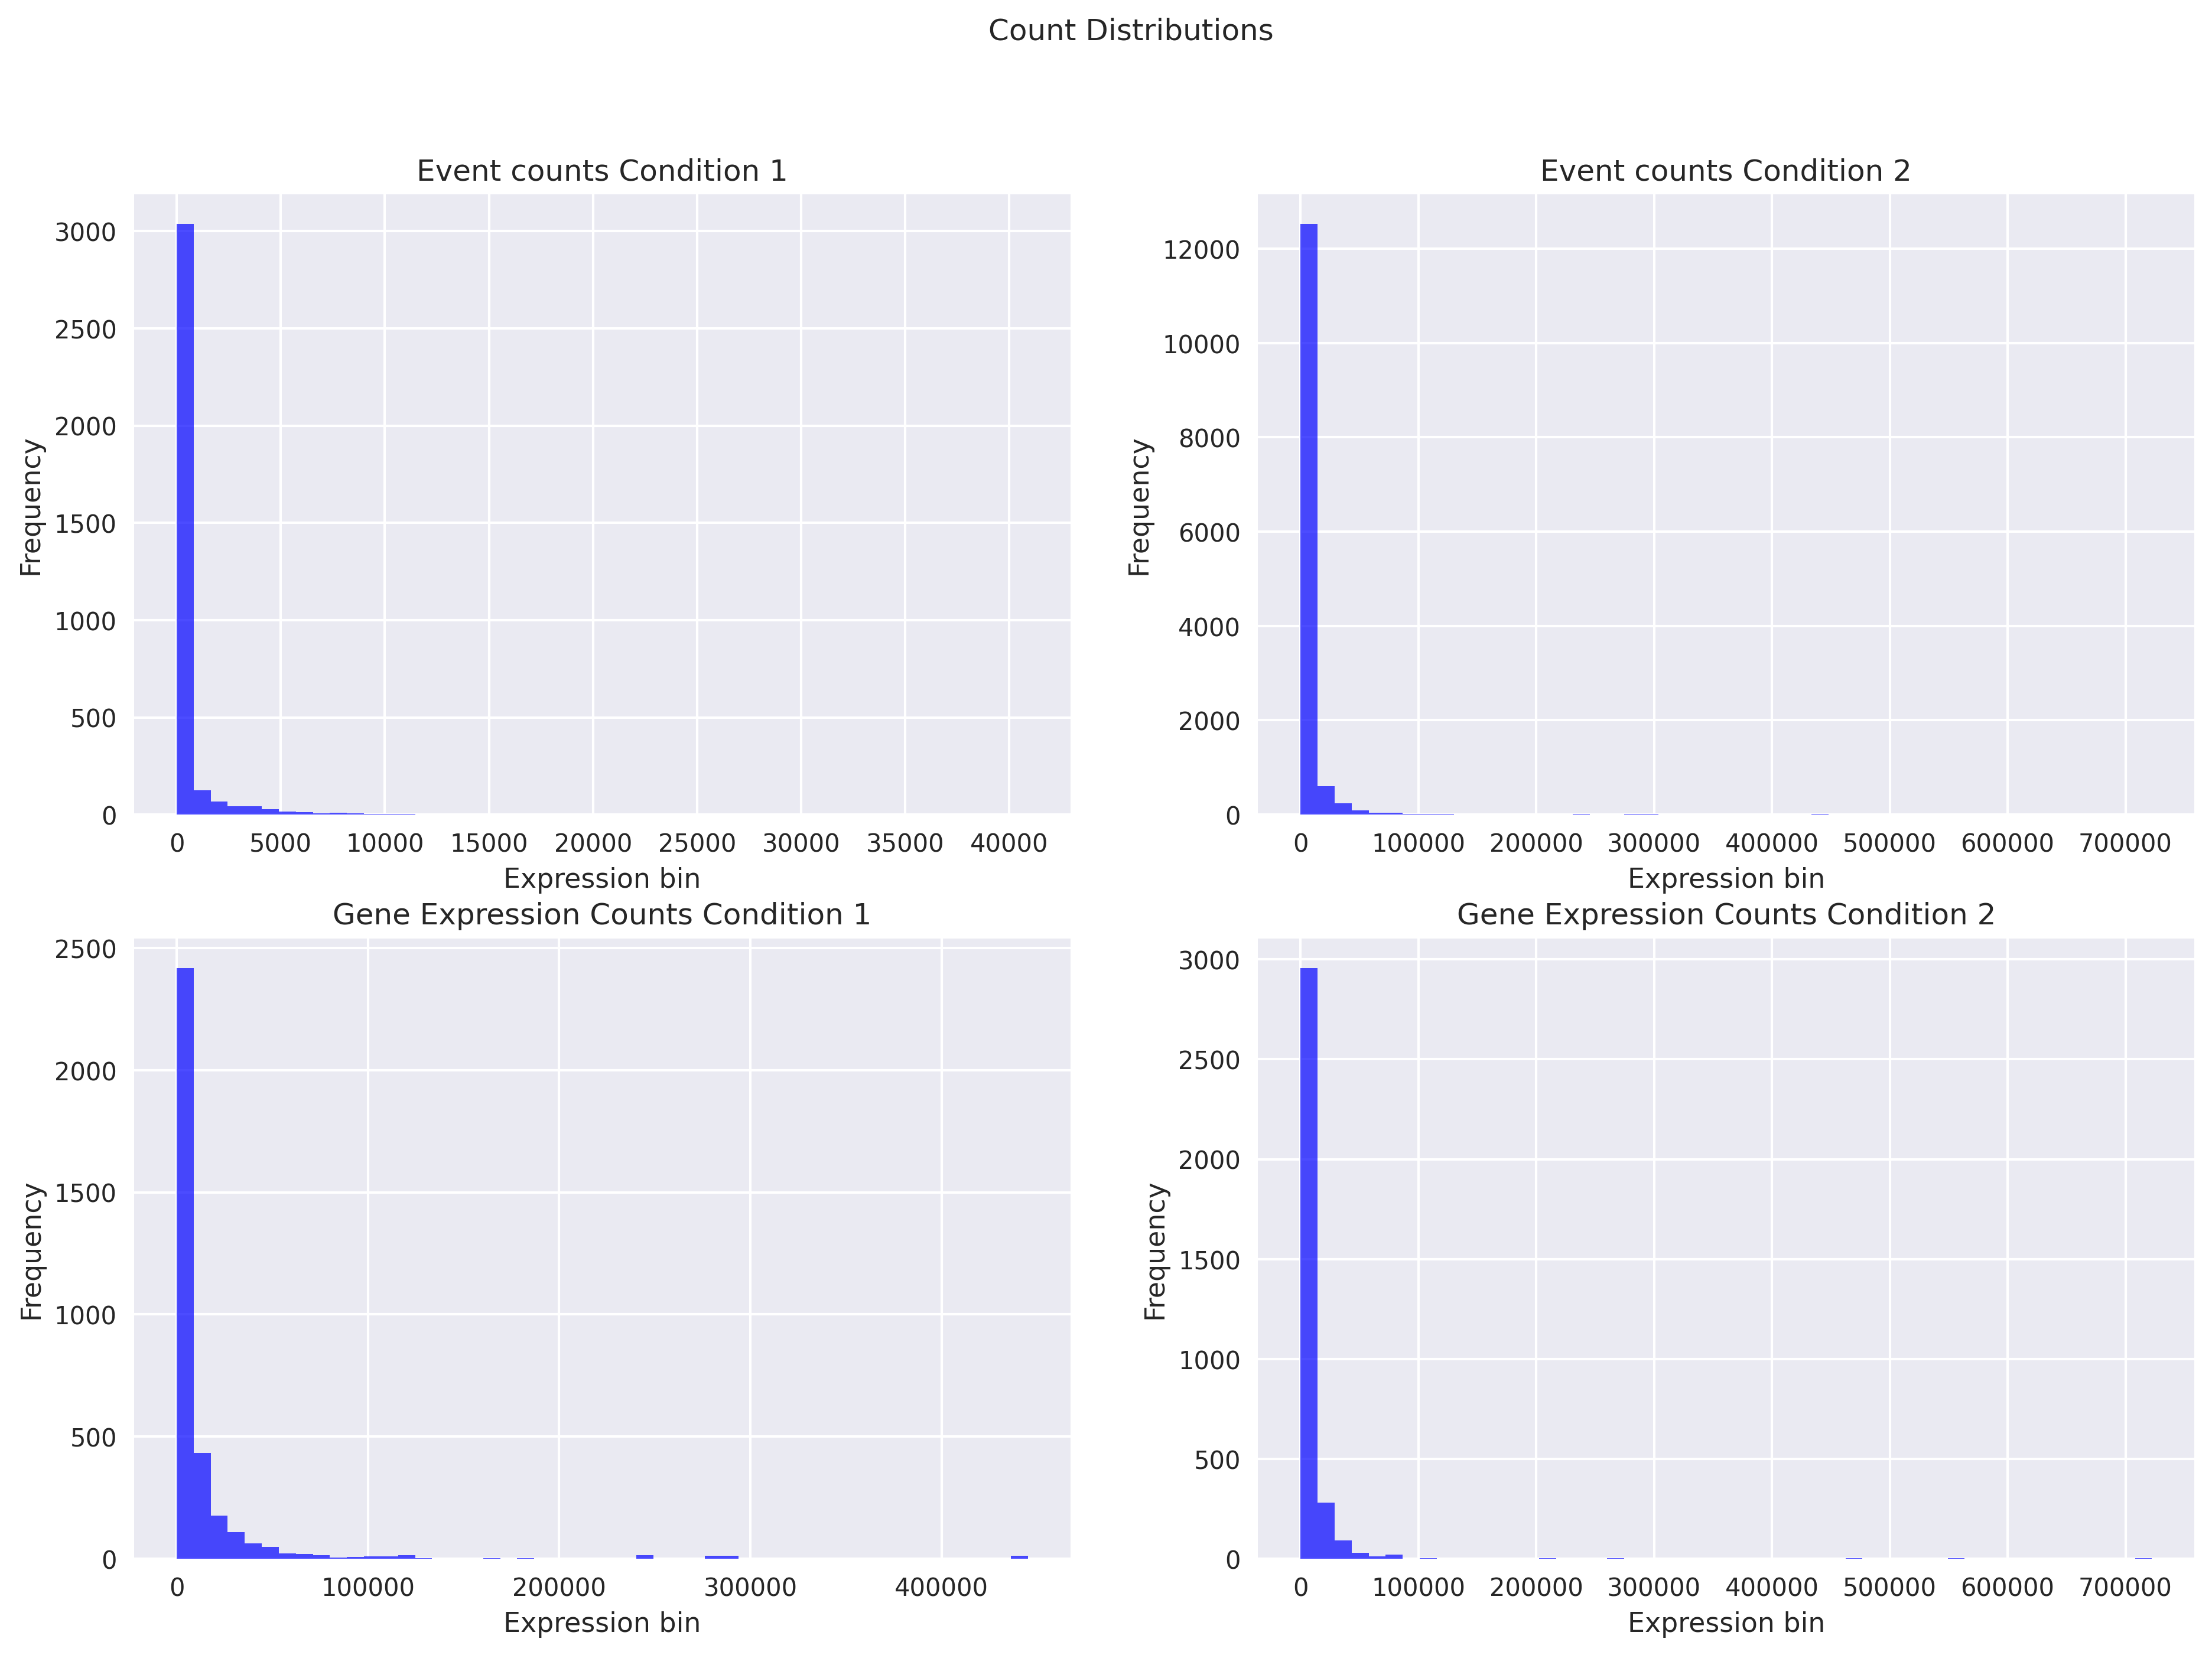 Count Distributions
Event counts Condition 1
Frequency
3000
2500
2000
1500
1000
500
0
0 5000 10000 15000 20000 25000 30000 35000 40000
Expression bin
Event counts Condition 2
Frequency
12000
10000
8000
6000
4000
2000
0
0 100000 200000 300000 400000 500000 600000 700000
Expression bin
Gene Expression Counts Condition 1
Frequency
2500
2000
1500
1000
500
0
0 100000 200000 300000 400000
Expression bin
Gene Expression Counts Condition 2
Frequency
3000
2500
2000
1500
1000
500
0
0 100000 200000 300000 400000 500000 600000 700000
Expression bin